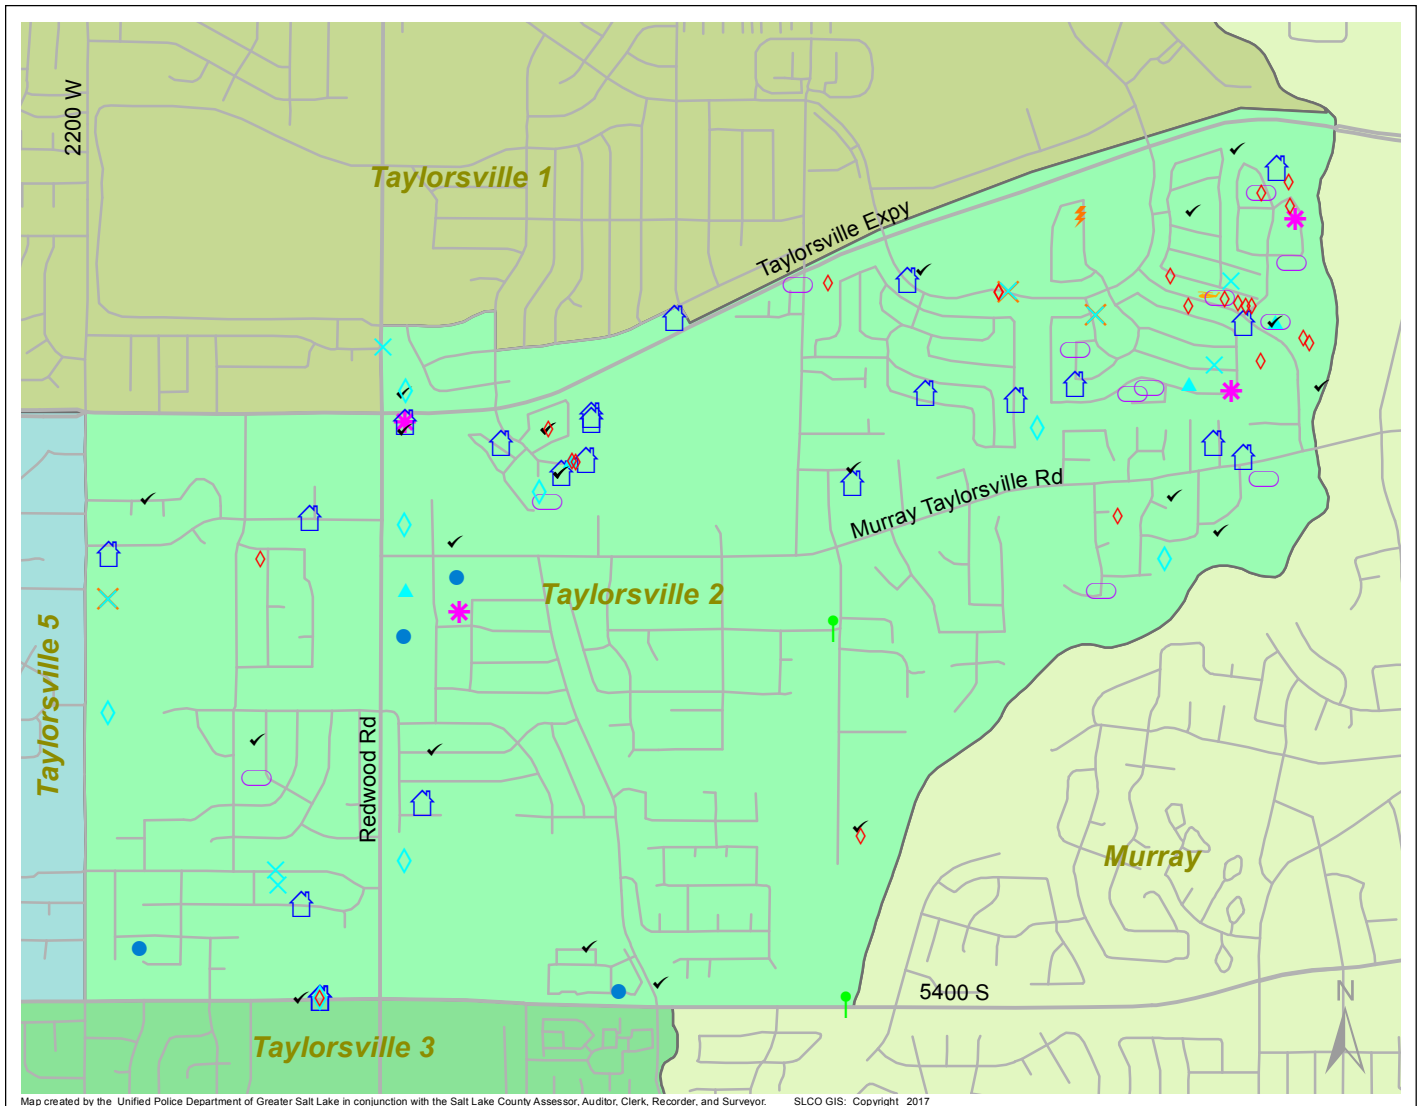 2200 W
Taylorsville 1
Taylorsville Expy
Murray Taylorsville Rd
Taylorsville 2
Taylorsville 5
Redwood Rd
Murray
5400 S
N
Taylorsville 3
Map created by the Unified Police Department of Greater Salt Lake in conjunction with the Salt Lake County Assessor, Auditor, Clerk, Recorder, and Surveyor. SLCO GIS: Copyright 2017